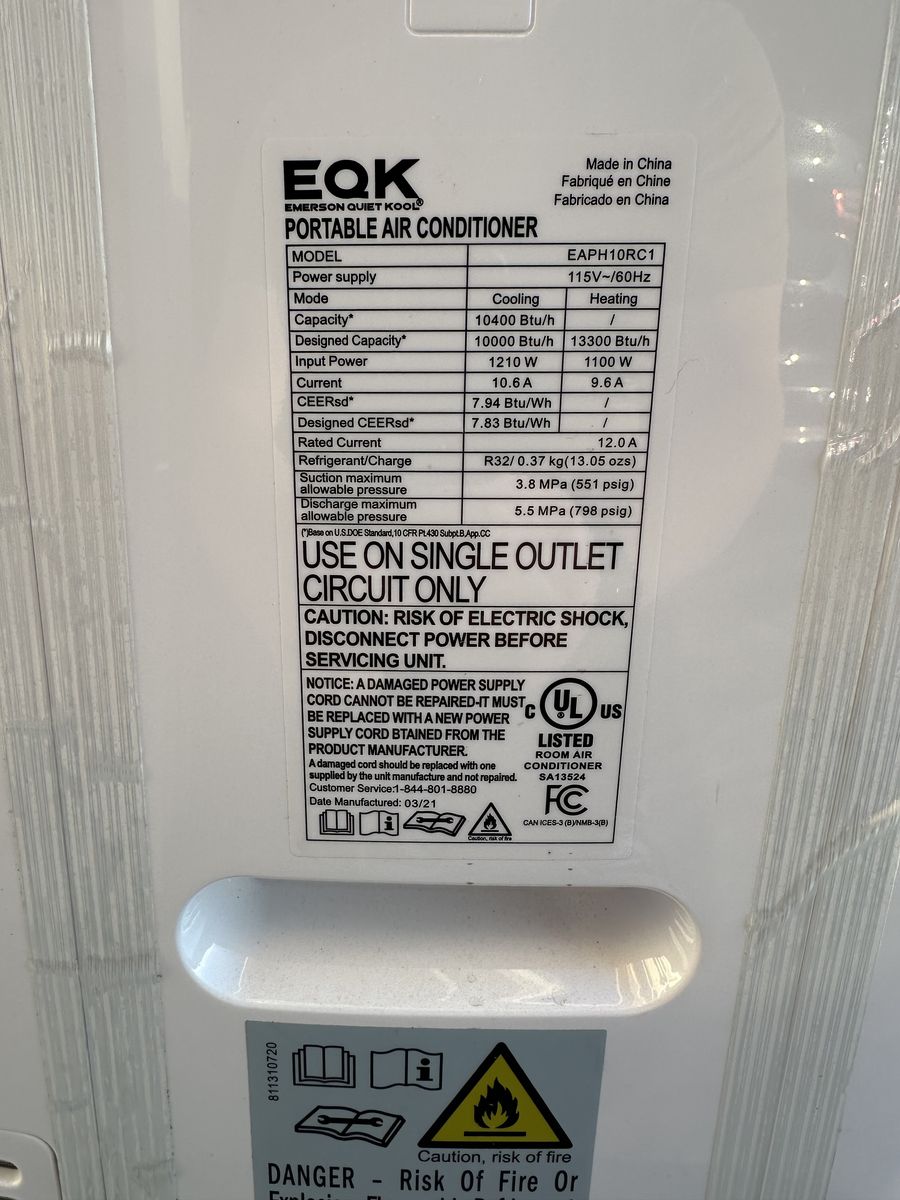 EQK
EMERSON QUIET KOOL®
Made in China
Fabriqué en Chine
Fabricado en China
PORTABLE AIR CONDITIONER
MODEL EAPH10RC1
Power supply 115V~/60Hz
Mode Cooling Heating
Capacity* 10400 Btu/h /
Designed Capacity* 10000 Btu/h 13300 Btu/h
Input Power 1210 W 1100 W
Current 10.6 A 9.6 A
CEERsd* 7.94 Btu/Wh /
Designed CEERsd* 7.83 Btu/Wh /
Rated Current 12.0 A
Refrigerant/Charge R32/ 0.37 kg(13.05 ozs)
Suction maximum
allowable pressure 3.8 MPa (551 psig)
Discharge maximum
allowable pressure 5.5 MPa (798 psig)
(*)Base on U.S.DOE Standard,10 CFR Pt.430 Subpt.B,App.CC
USE ON SINGLE OUTLET
CIRCUIT ONLY
CAUTION: RISK OF ELECTRIC SHOCK,
DISCONNECT POWER BEFORE
SERVICING UNIT.
NOTICE: A DAMAGED POWER SUPPLY
CORD CANNOT BE REPAIRED-IT MUST
BE REPLACED WITH A NEW POWER
SUPPLY CORD BTAINED FROM THE
PRODUCT MANUFACTURER.
A damaged cord should be replaced with one
supplied by the unit manufacture and not repaired.
Customer Service:1-844-801-8880
Date Manufactured: 03/21
C UL ® US
LISTED
ROOM AIR
CONDITIONER
SA13524
FC
CAN ICES-3 (B)/NMB-3(B)
i
Caution, risk of fire
811310720
i
Caution, risk of fire
DANGER - Risk Of Fire Or